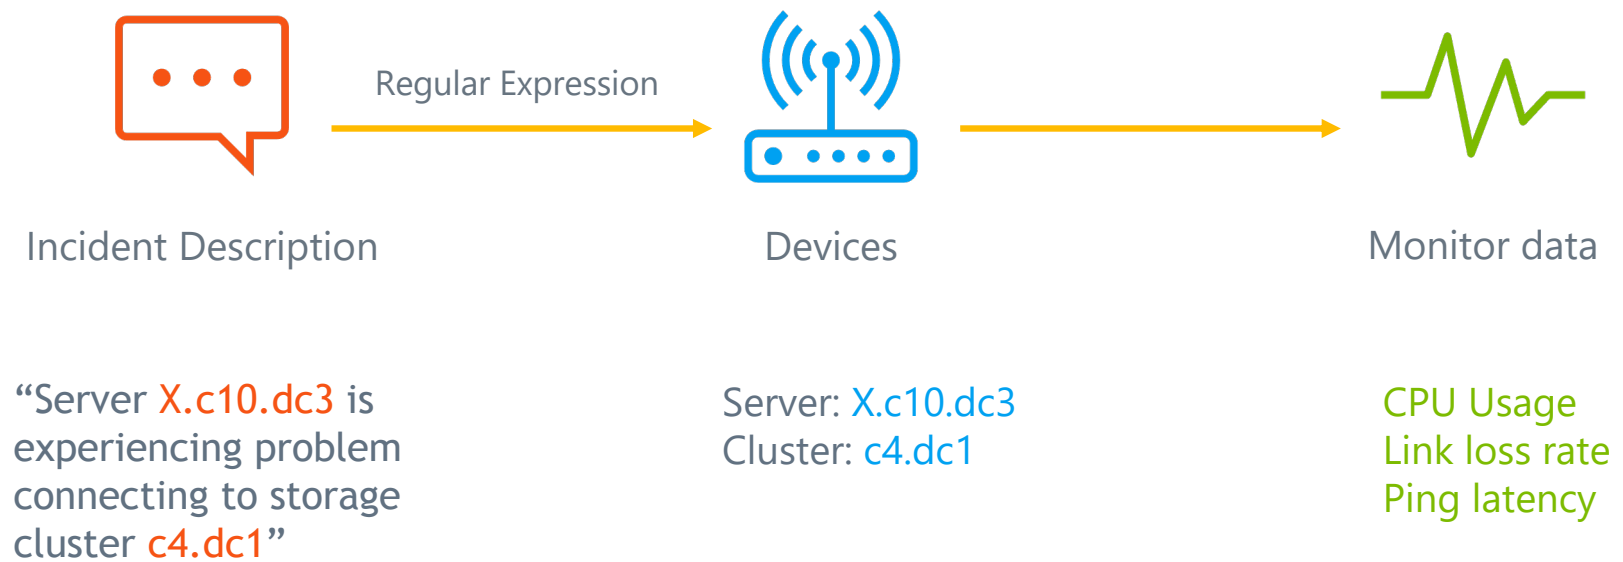 Regular Expression
Incident Description
Devices
Monitor data
“Server X.c10.dc3 is
experiencing problem
connecting to storage
cluster c4.dc1”
Server: X.c10.dc3
Cluster: c4.dc1
CPU Usage
Link loss rate
Ping latency